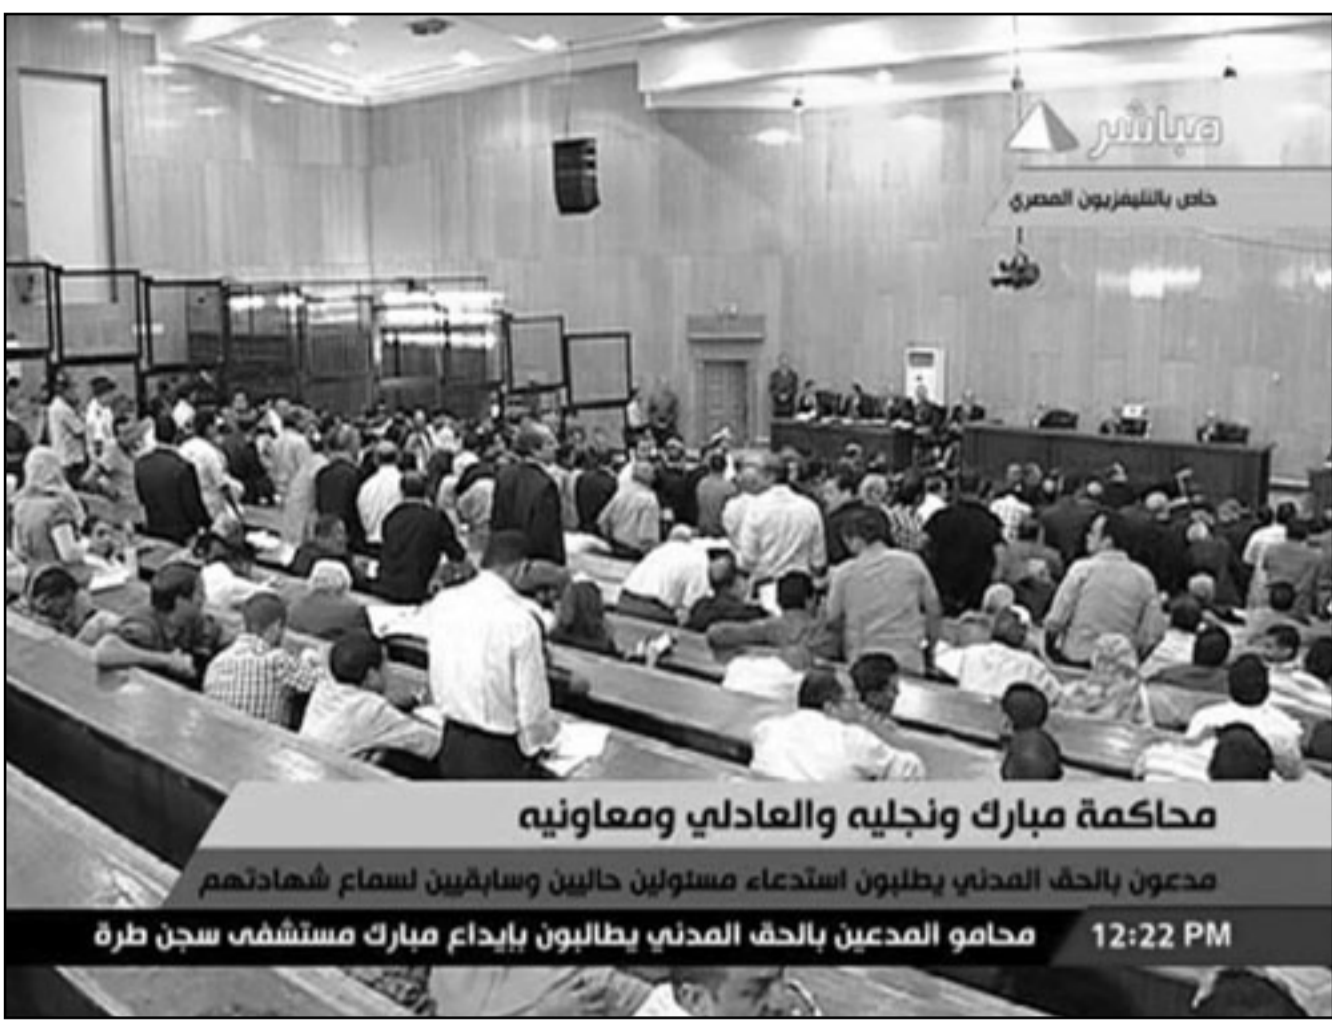 مباشر
خاص بالتليفزيون المصري
محاكمة مبارك ونجليه والعادلي ومعاونيه
مدعون بالحق المدني يطلبون استدعاء مسئولين حاليين وسابقيين لسماع شهادتهم
12:22 PM محامو المدعين بالحق المدني يطالبون بإيداع مبارك مستشفى سجن طرة